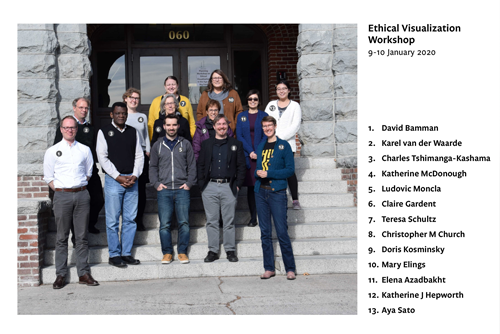 060
Ethical Visualization
Workshop
9-10 January 2020
1. David Bamman
2. Karel van der Waarde
3. Charles Tshimanga-Kashama
4. Katherine McDonough
5. Ludovic Moncla
6. Claire Gardent
7. Teresa Schultz
8. Christopher M Church
9. Doris Kosminsky
10. Mary Elings
11. Elena Azadbakht
12. Katherine J Hepworth
13. Aya Sato